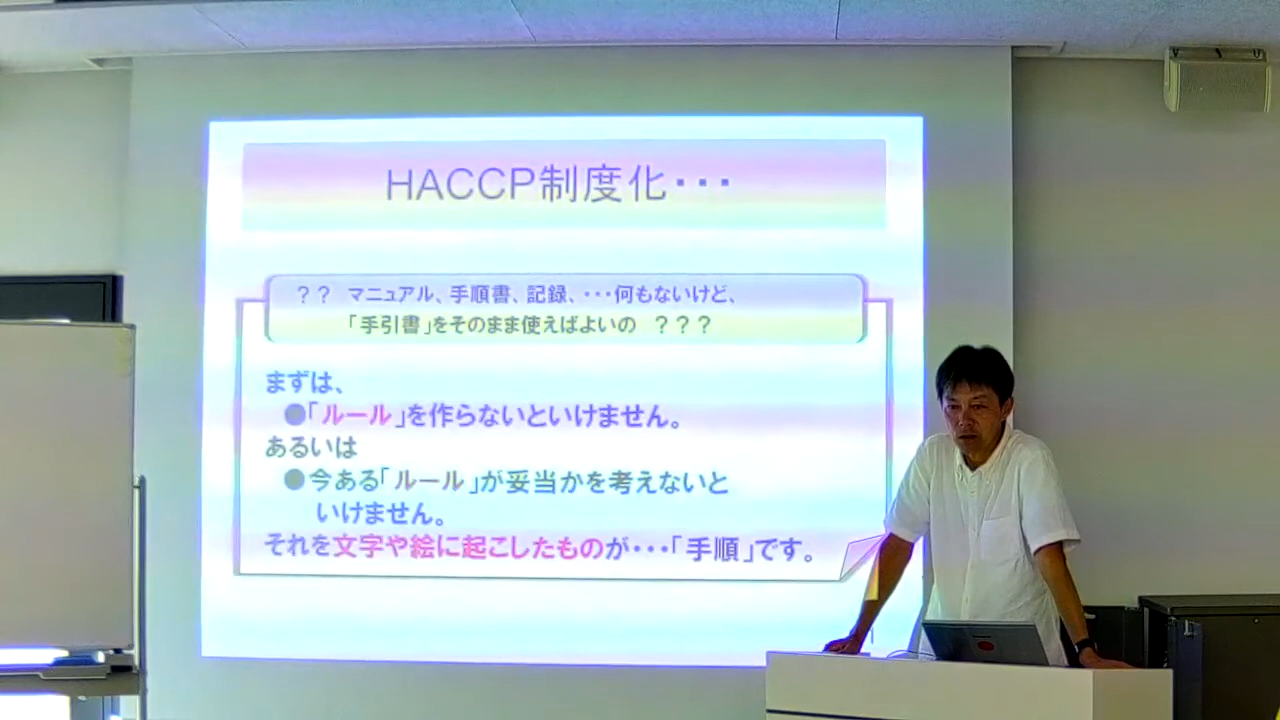 HACCP制度化・・・
？？ マニュアル、手順書、記録、・・・何もないけど、
「手引書」をそのまま使えばよいの ？？？
まずは、
●「ルール」を作らないといけません。
あるいは
●今ある「ルール」が妥当かを考えないと
いけません。
それを文字や絵に起こしたものが・・・「手順」です。